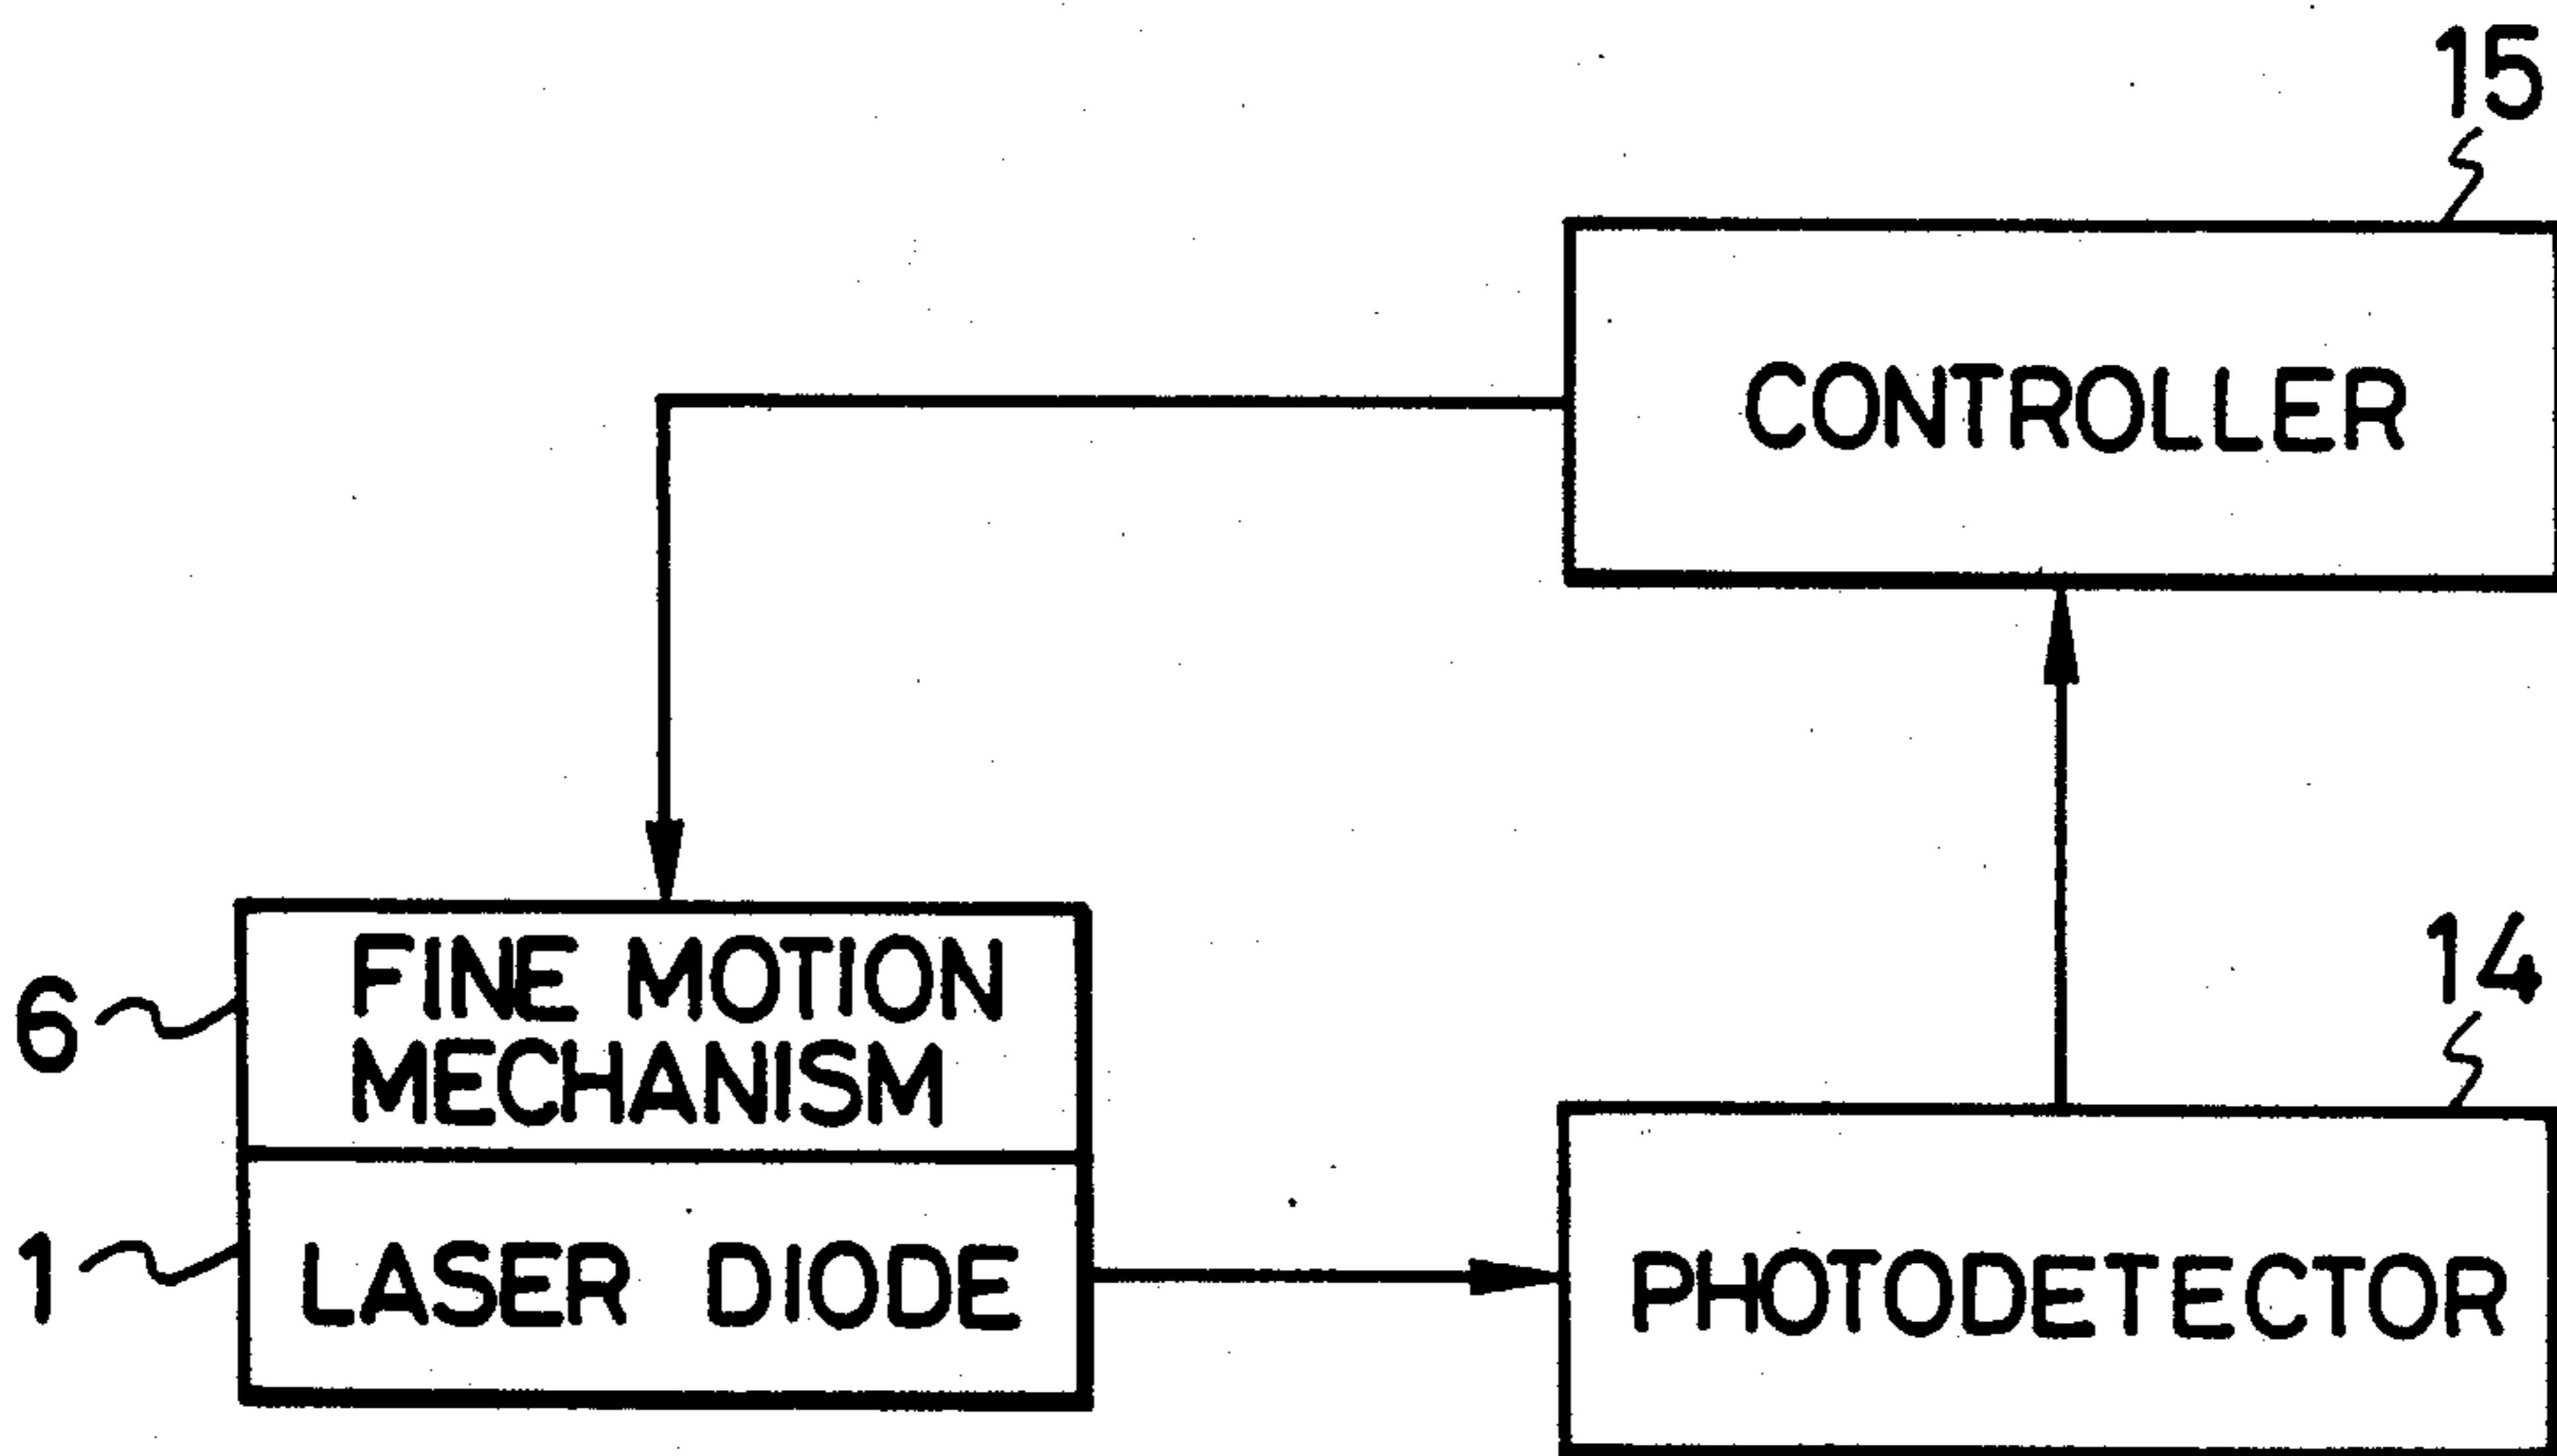 15
CONTROLLER
6
FINE MOTION
MECHANISM
14
1
LASER DIODE
PHOTODETECTOR